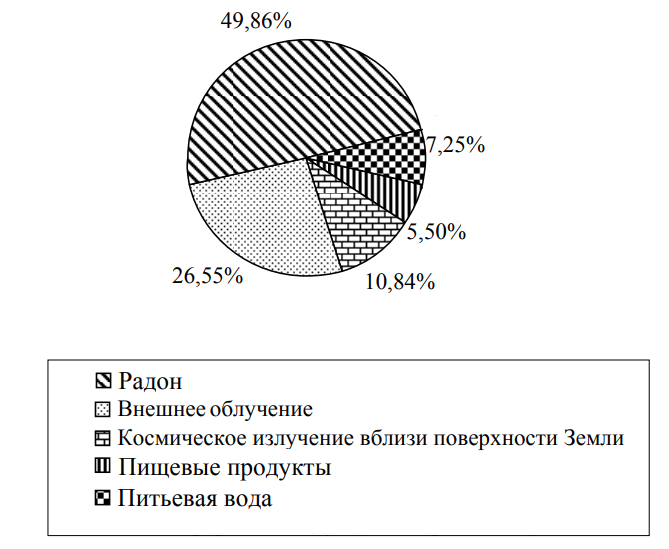 49,86%
7,25%
5,50%
26,55%
10,84%
Радон
Внешнее облучение
Космическое излучение вблизи поверхности Земли
Пищевые продукты
Питьевая вода